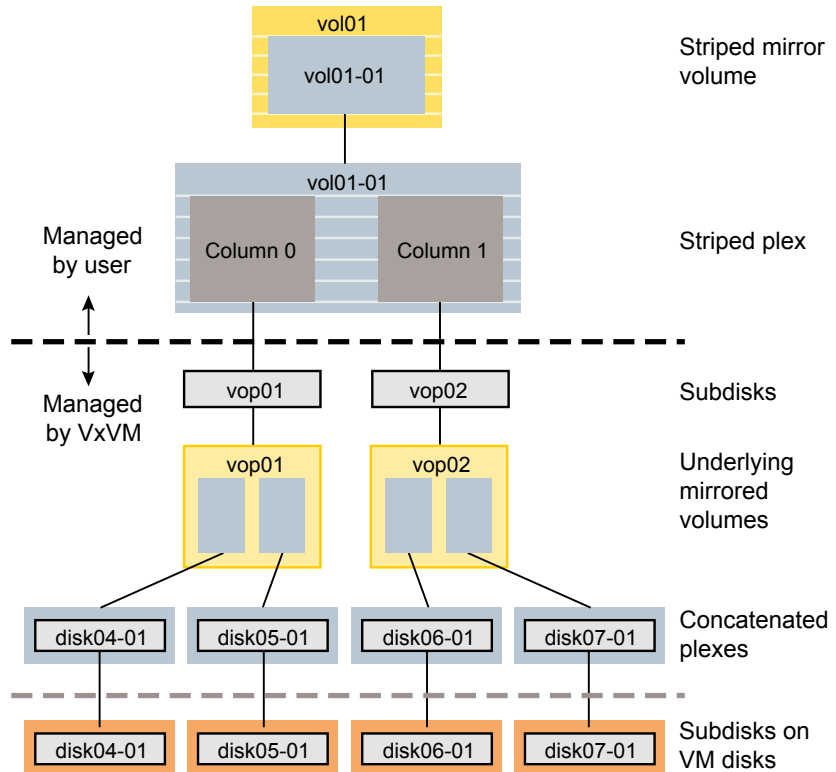 vol01
vol01-01
Striped mirror
volume
vol01-01
Column 0
Column 1
Striped plex
Managed
by user
Managed
by VxVM
vop01
vop02
Subdisks
vop01
vop02
Underlying
mirrored
volumes
disk04-01
disk05-01
disk06-01
disk07-01
Concatenated
plexes
disk04-01
disk05-01
disk06-01
disk07-01
Subdisks on
VM disks